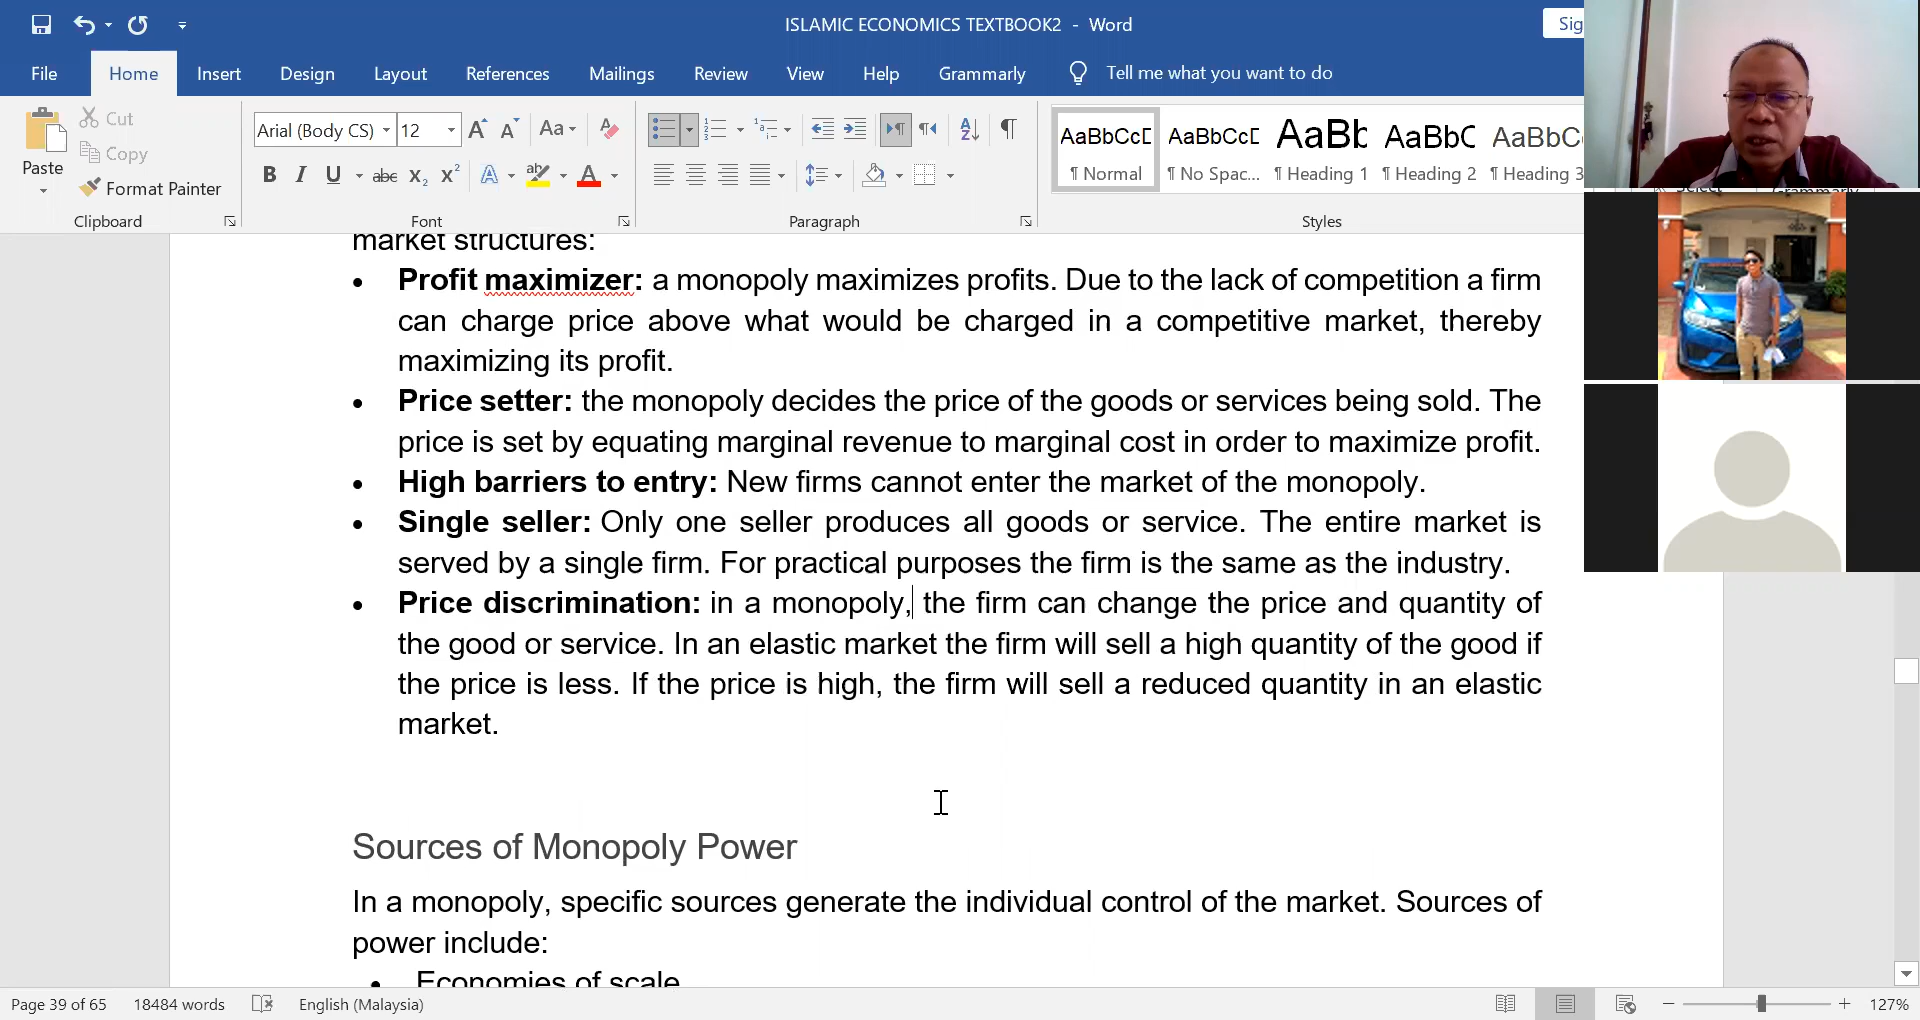 ISLAMIC ECONOMICS TEXTBOOK2 - Word
Sig
File Home Insert Design Layout References Mailings Review View Help Grammarly Tell me what you want to do
Paste
Cut
Copy
Format Painter
Clipboard
Arial (Body CS) 12
Aa
B I U abc X₂ X² A ab A
Font
Paragraph
AaBbCcD AaBbCcD AaBb AaBbC AaBbC
¶ Normal ¶ No Spac... ¶ Heading 1 ¶ Heading 2 ¶ Heading 3
Styles
Select Grammarly
market structures:
• Profit maximizer: a monopoly maximizes profits. Due to the lack of competition a firm
can charge price above what would be charged in a competitive market, thereby
maximizing its profit.
• Price setter: the monopoly decides the price of the goods or services being sold. The
price is set by equating marginal revenue to marginal cost in order to maximize profit.
• High barriers to entry: New firms cannot enter the market of the monopoly.
• Single seller: Only one seller produces all goods or service. The entire market is
served by a single firm. For practical purposes the firm is the same as the industry.
• Price discrimination: in a monopoly, the firm can change the price and quantity of
the good or service. In an elastic market the firm will sell a high quantity of the good if
the price is less. If the price is high, the firm will sell a reduced quantity in an elastic
market.
Sources of Monopoly Power
In a monopoly, specific sources generate the individual control of the market. Sources of
power include:
• Economies of scale
Page 39 of 65 18484 words English (Malaysia) 127%